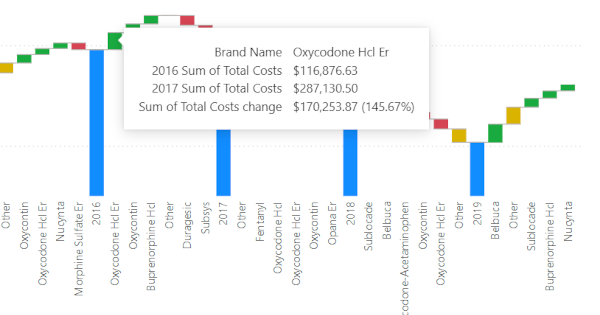 Brand Name Oxycodone Hcl Er
2016 Sum of Total Costs $116,876.63
2017 Sum of Total Costs $287,130.50
Sum of Total Costs change $170,253.87 (145.67%)
Other
Oxycontin
Oxycodone Hcl Er
Nucynta
Morphine Sulfate Er
2016
Oxycodone Hcl Er
Oxycontin
Buprenorphine Hcl
Other
Duragesic
Subsys
2017
Other
Fentanyl
Oxycodone Hcl
Oxycodone Hcl Er
Oxycontin
Opana Er
2018
Sublocade
Belbuca
codone-Acetaminophen
Oxycontin
Oxycodone Hcl Er
Other
2019
Belbuca
Other
Sublocade
Buprenorphine Hcl
Nucynta